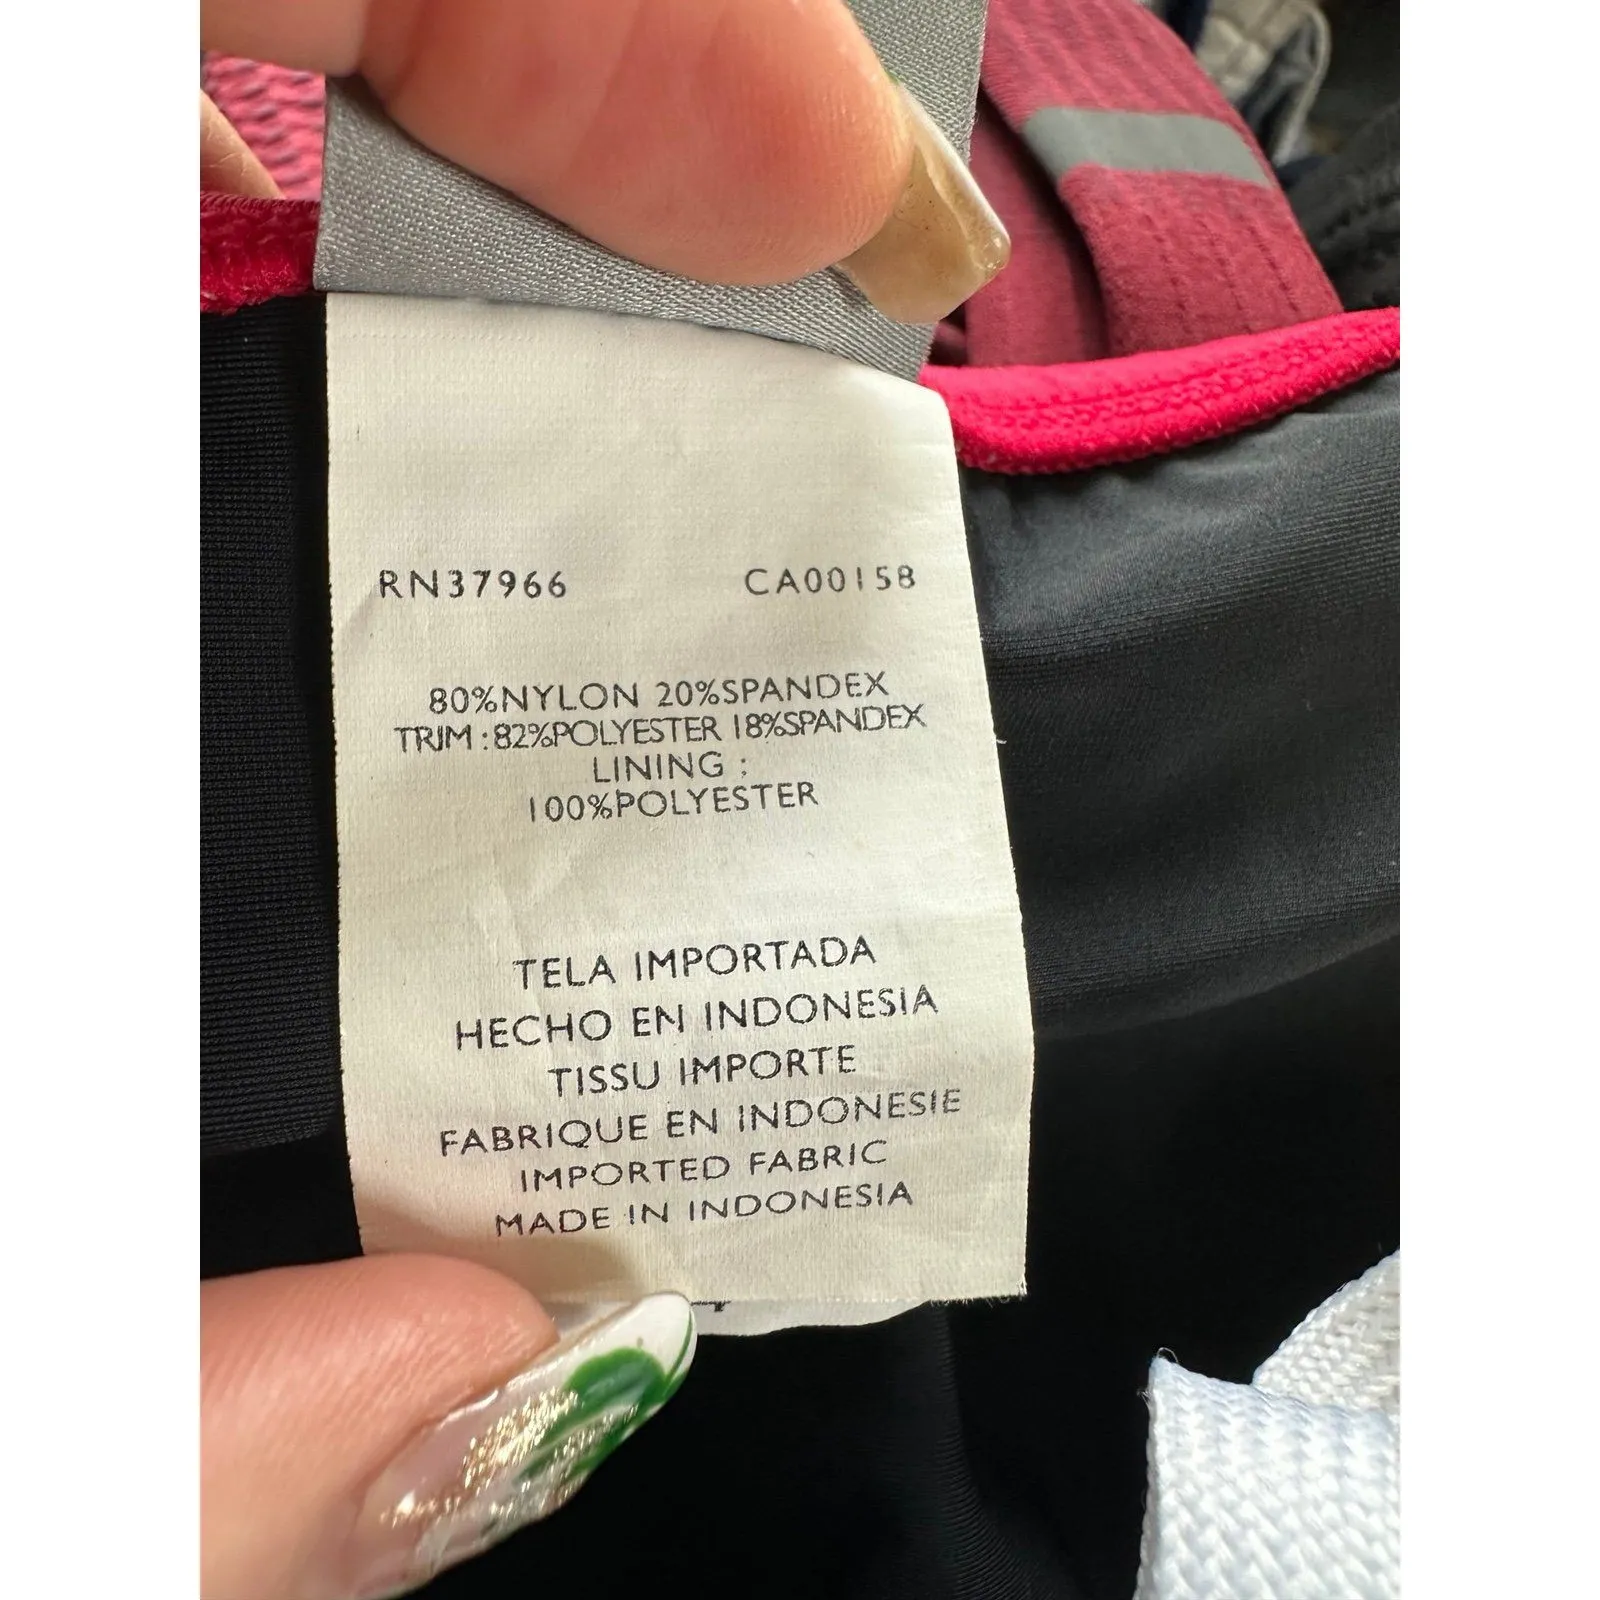 RN37966 CA00158
80%NYLON 20%SPANDEX
TRIM : 82%POLYESTER 18%SPANDEX
LINING :
100%POLYESTER
TELA IMPORTADA
HECHO EN INDONESIA
TISSU IMPORTE
FABRIQUE EN INDONESIE
IMPORTED FABRIC
MADE IN INDONESIA